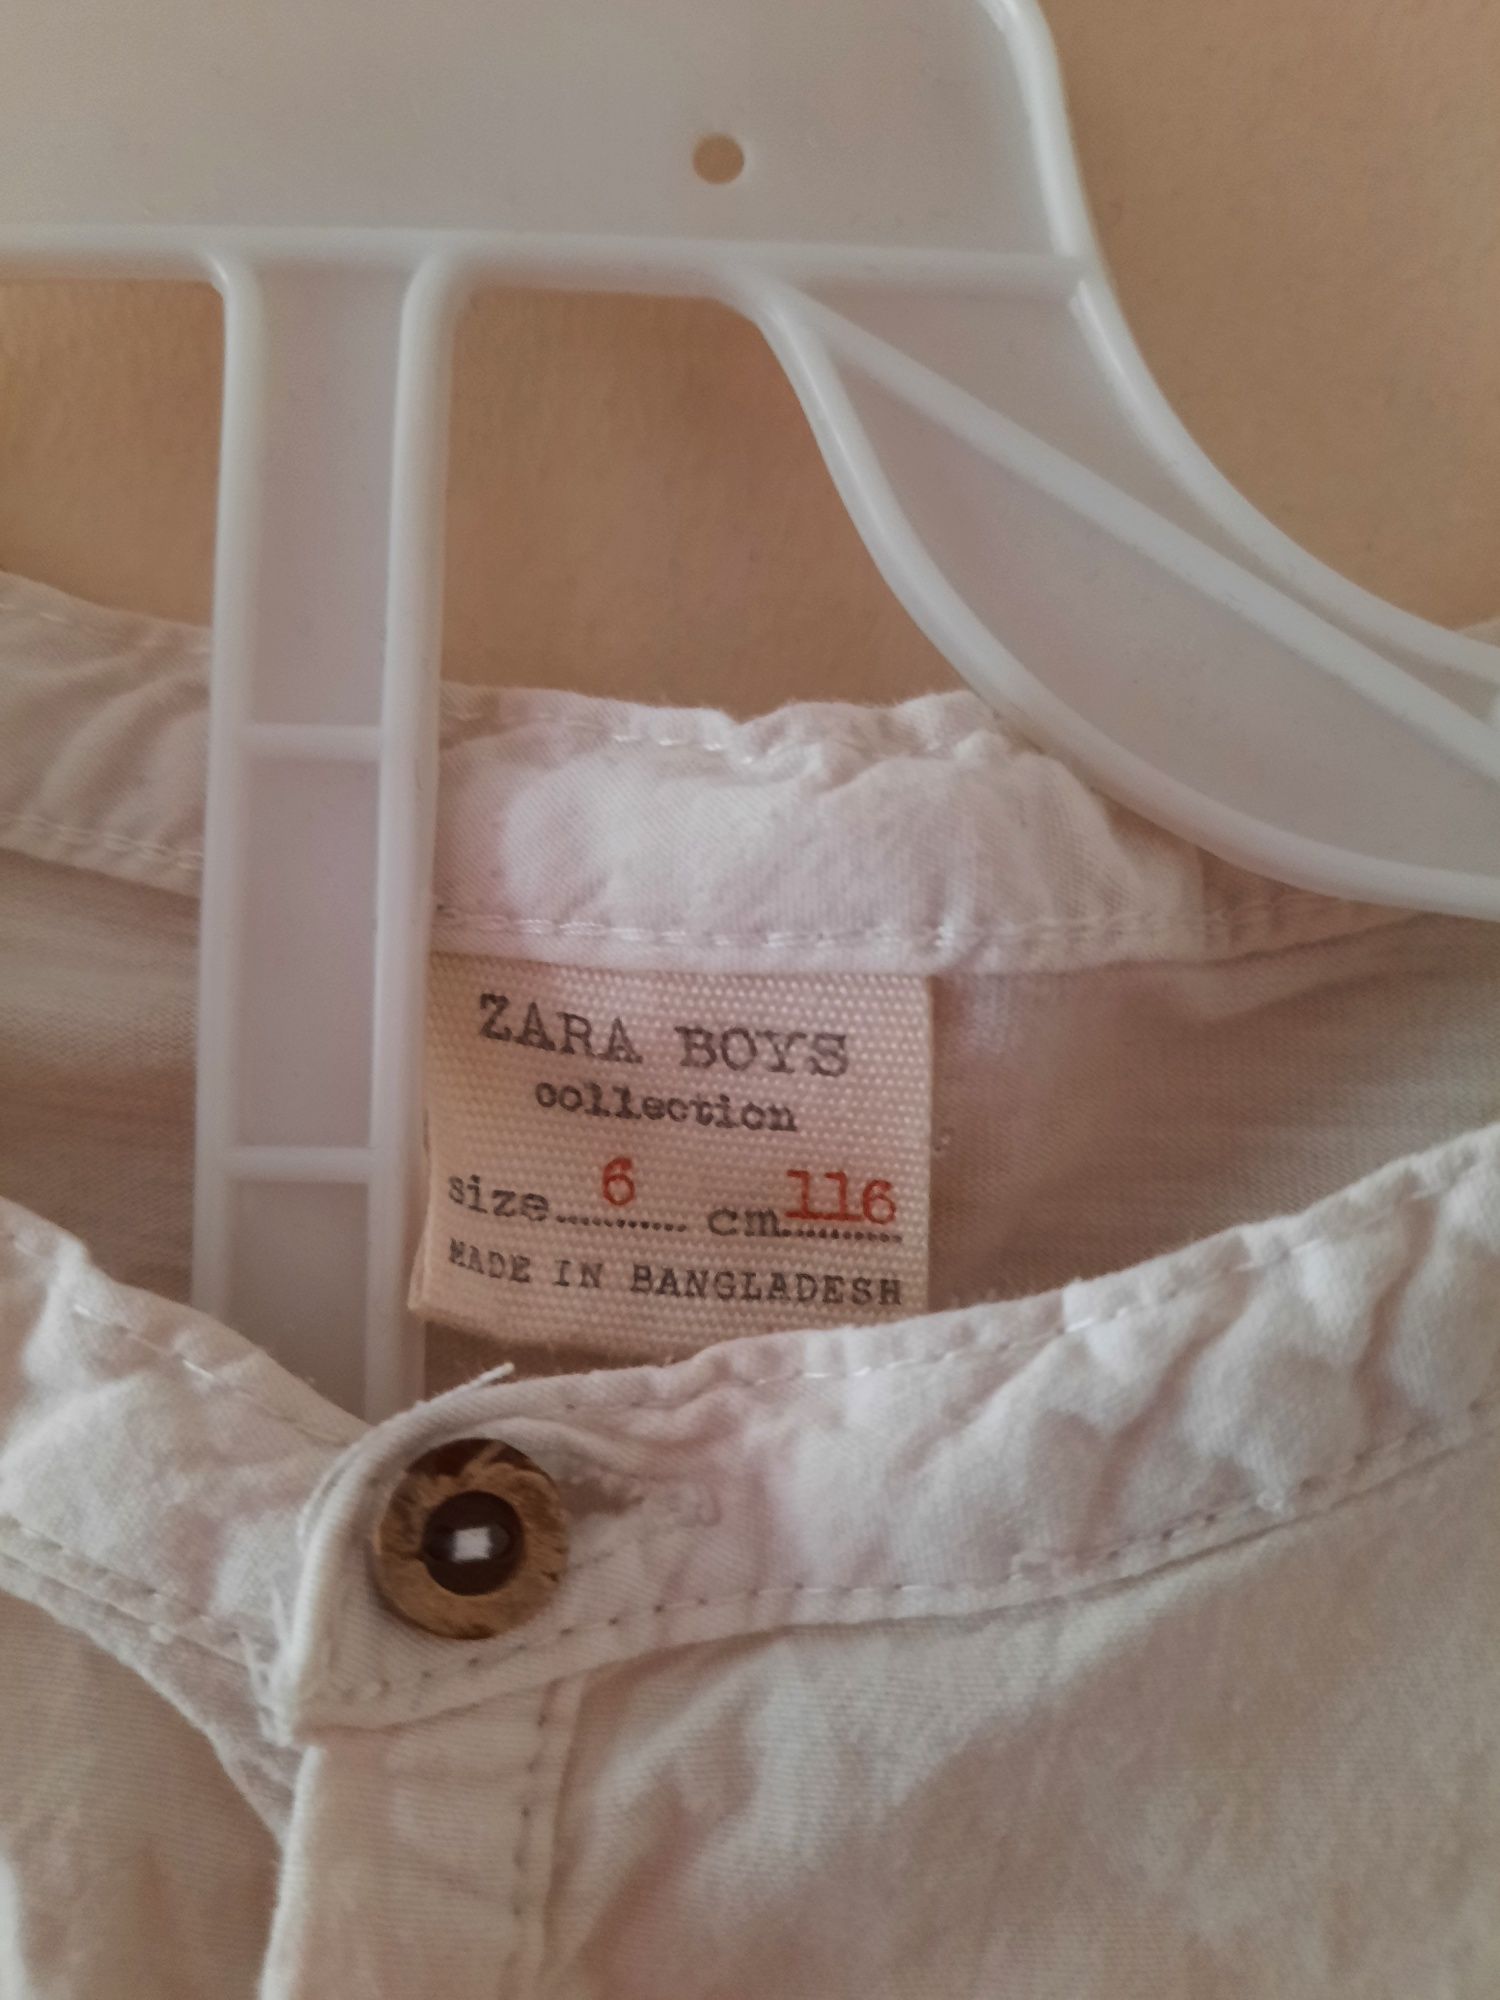 ZARA BOYS
collection
size 6 cm 116
MADE IN BANGLADESH